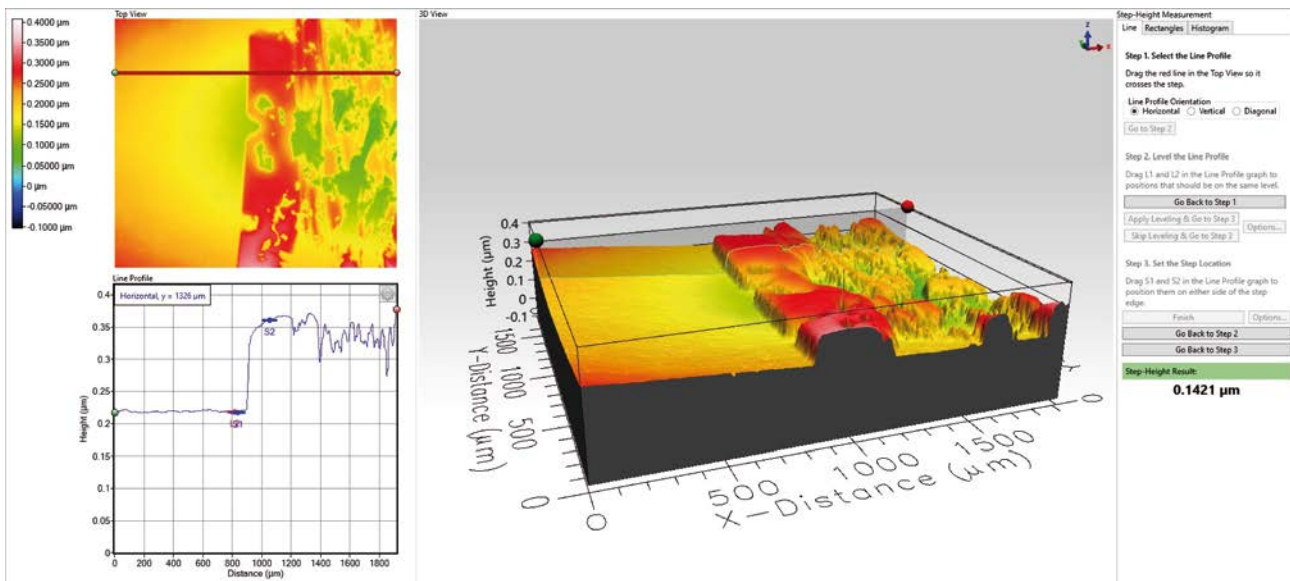 Top View
0.4000 µm
0.3500 µm
0.3000 µm
0.2500 µm
0.2000 µm
0.1500 µm
0.1000 µm
0.05000 µm
0 µm
-0.05000 µm
-0.1000 µm
Line Profile
Horizontal, y = 1326 µm
0.4
0.35
0.3
0.25
0.2
0.15
0.1
0.05
0
Height (µm)
S2
0 200 400 600 800 1000 1200 1400 1600 1800
Distance (µm)
3D View
z
x
0.4
0.3
0.2
0.1
0
-0.1
Height (µm)
1500
1000
500
0
Y-Distance (µm)
0
500
1000
1500
0
X-Distance (µm)
Step-Height Measurement
Line Rectangles Histogram
Step 1. Select the Line Profile
Drag the red line in the Top View so it
crosses the step.
Line Profile Orientation
Horizontal Vertical Diagonal
Go to Step 2
Step 2. Level the Line Profile
Drag L1 and L2 in the Line Profile graph to
positions that should be on the same level.
Go Back to Step 1
Apply Leveling & Go to Step 3
Options...
Skip Leveling & Go to Step 3
Step 3. Set the Step Location
Drag S1 and S2 in the Line Profile graph to
position them on either side of the step
edge.
Finish Options...
Go Back to Step 2
Go Back to Step 3
Step-Height Result:
0.1421 µm